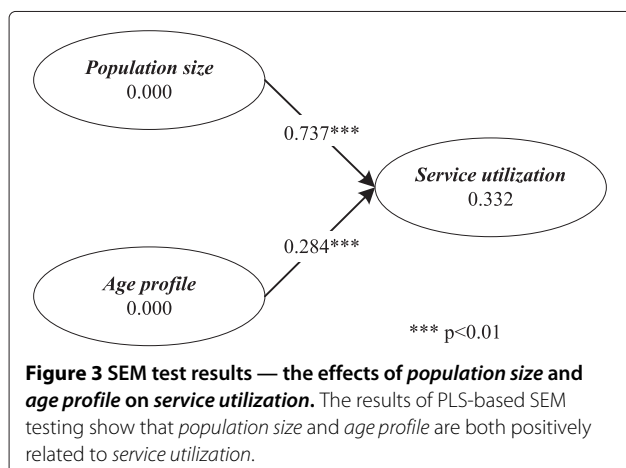 Population size
0.000
0.737***
Service utilization
0.332
0.284***
Age profile
0.000
*** p<0.01
Figure 3 SEM test results — the effects of population size and
age profile on service utilization. The results of PLS-based SEM
testing show that population size and age profile are both positively
related to service utilization.